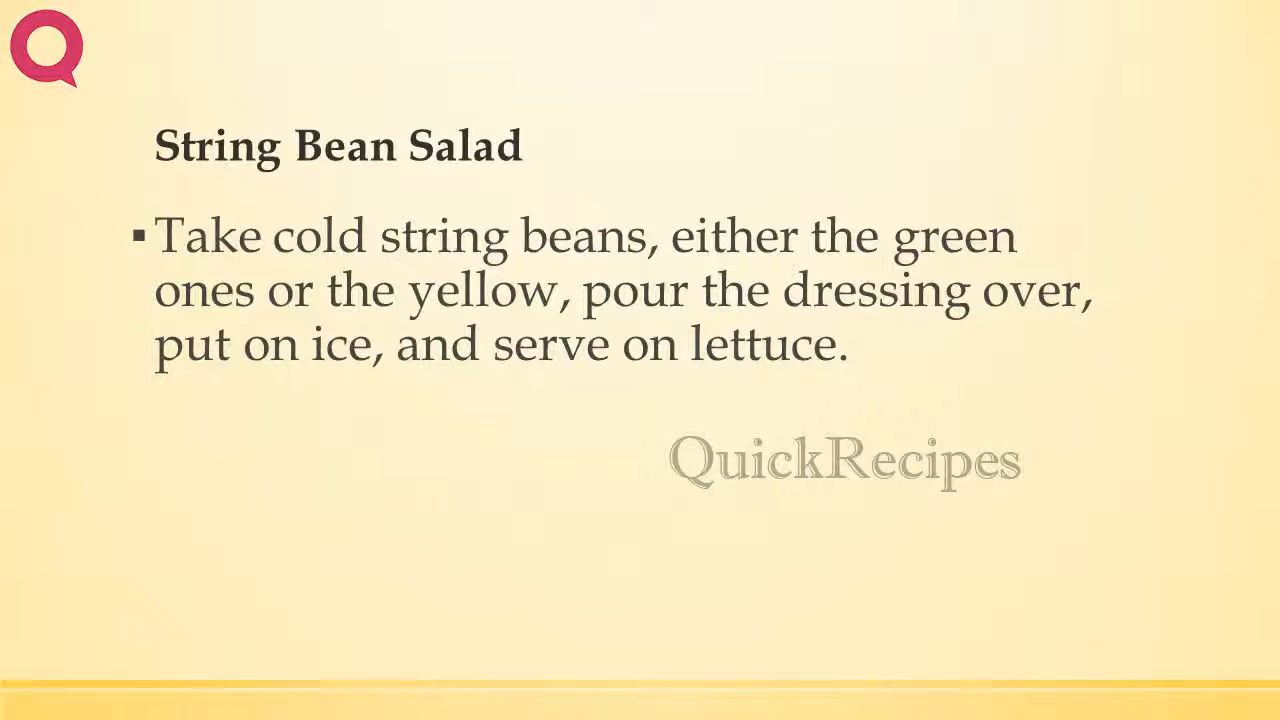 String Bean Salad
▪ Take cold string beans, either the green
ones or the yellow, pour the dressing over,
put on ice, and serve on lettuce.
QuickRecipes